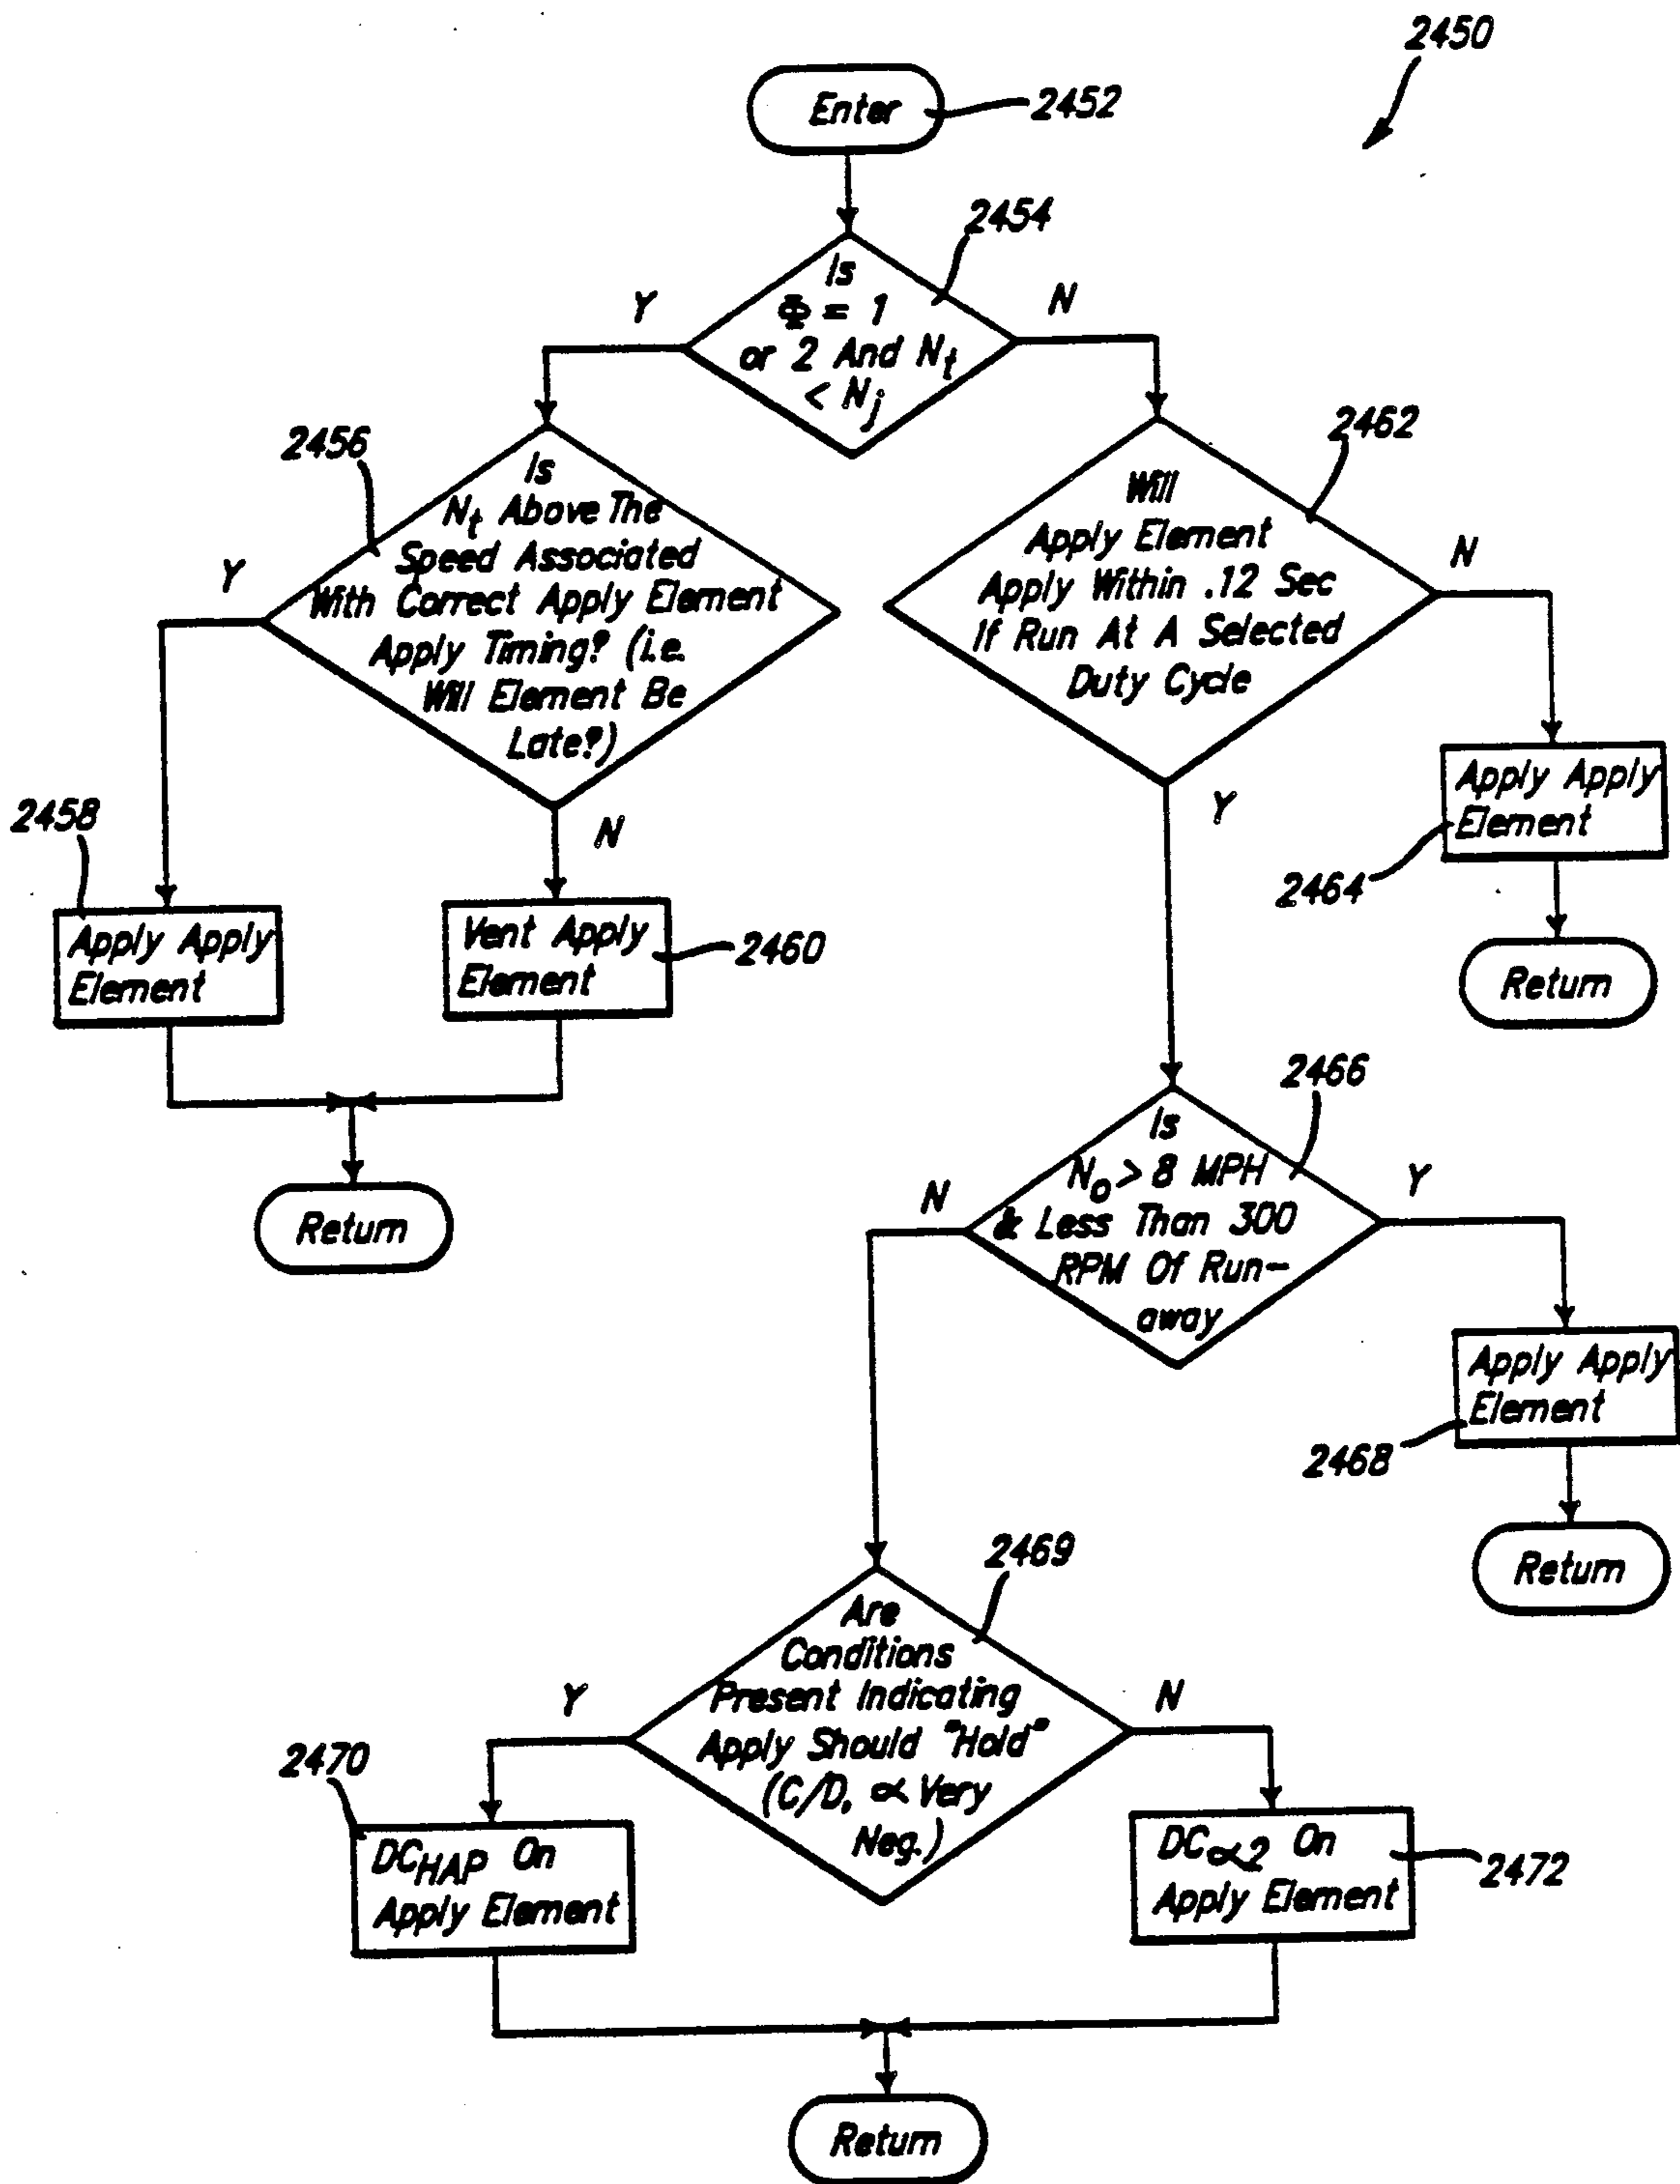 2450
Enter
2452
2454
Is
Φ = 1
or 2 And Nt
< Nj
Y
N
2456
Is
Nt Above The
Speed Associated
With Correct Apply Element
Apply Timing? (i.e.
Will Element Be
Late?)
Y
N
2462
Will
Apply Element
Apply Within .12 Sec
If Run At A Selected
Duty Cycle
N
Y
2458
Apply Apply
Element
Vent Apply
Element
2460
Return
Apply Apply
Element
2464
Return
2466
Is
No > 8 MPH
& Less Than 300
RPM Of Run-
away
N
Y
Apply Apply
Element
2468
Return
2469
Are
Conditions
Present Indicating
Apply Should "Hold"
(C/D, ∝ Very
Neg.)
Y
N
2470
DCHAP On
Apply Element
DC∝2 On
Apply Element
2472
Return